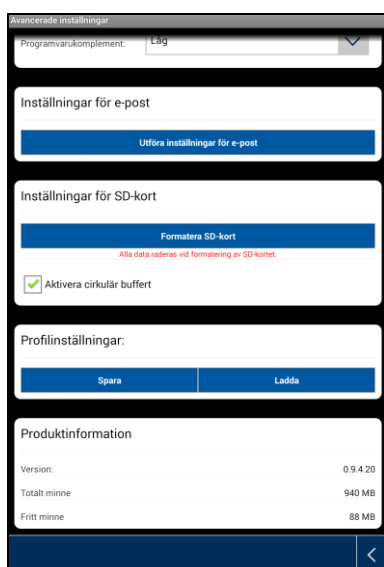 Avancerade inställningar
Programvarukomplement: Låg
Inställningar för e-post
Utföra inställningar för e-post
Inställningar för SD-kort
Formatera SD-kort
Alla data raderas vid formatering av SD-kortet.
Aktivera cirkulär buffert
Profilinställningar:
Spara Ladda
Produktinformation
Version: 0.9.4.20
Totalt minne 940 MB
Fritt minne 88 MB